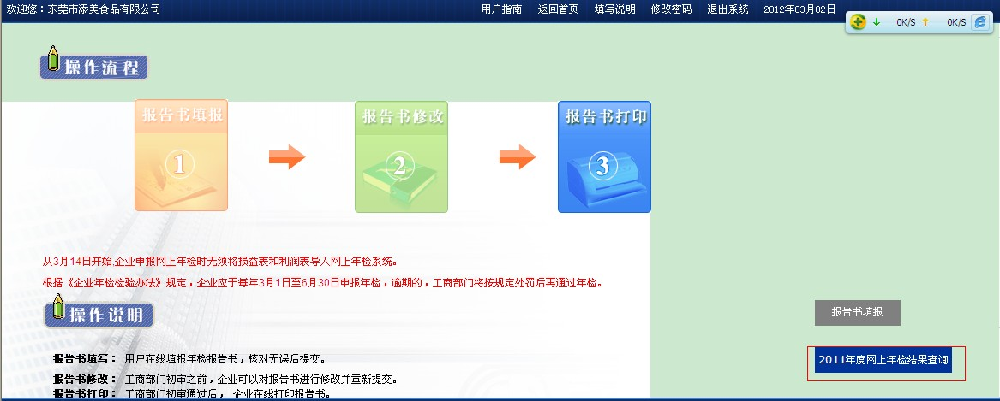 欢迎您：东莞市添美食品有限公司 用户指南 返回首页 填写说明 修改密码 退出系统 2012年03月02日
0K/S 0K/S
操作流程
报告书填报 报告书修改 报告书打印
1 2 3
从3月14日开始,企业申报网上年检时无须将损益表和利润表导入网上年检系统。
根据《企业年检检验办法》规定，企业应于每年3月1日至6月30日申报年检，逾期的，工商部门将按规定处罚后再通过年检。
操作说明
报告书填报
2011年度网上年检结果查询
报告书填写： 用户在线填报年检报告书，核对无误后提交。
报告书修改： 工商部门初审之前，企业可以对报告书进行修改并重新提交。
报告书打印： 工商部门初审通过后， 企业在线打印报告书。